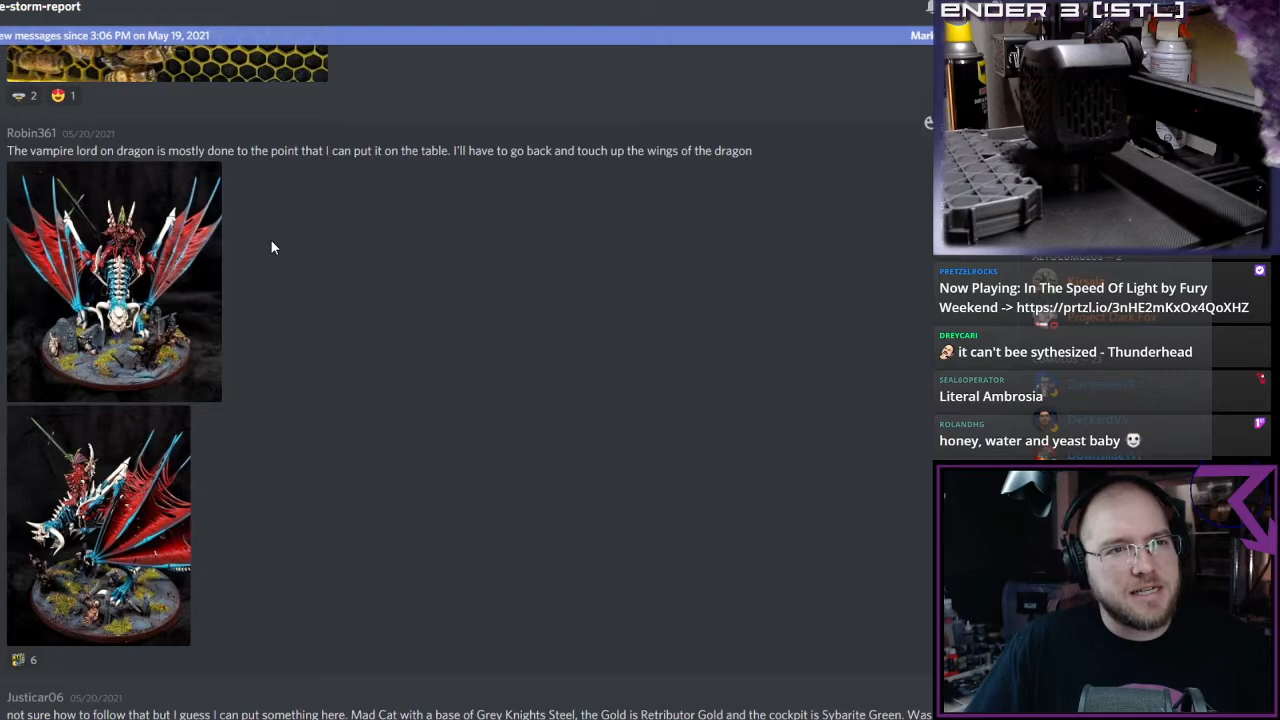 e-storm-report
ew messages since 3:06 PM on May 19, 2021
Mark
2
1
Robin361 05/20/2021
The vampire lord on dragon is mostly done to the point that I can put it on the table. I'll have to go back and touch up the wings of the dragon
6
Justicar06 05/20/2021
not sure how to follow that but I guess I can put something here. Mad Cat with a base of Grey Knights Steel, the Gold is Retributor Gold and the cockpit is Sybarite Green. Was
ENDER 3 [!STL]
PRETZELROCKS
Now Playing: In The Speed Of Light by Fury
Weekend -> https://prtzl.io/3nHE2mKxOx4QoXHZ
Project Dark Fox
DREYCARI
it can't bee sythesized - Thunderhead
SEAL6OPERATOR
Literal Ambrosia
ROLANDHG
honey, water and yeast baby